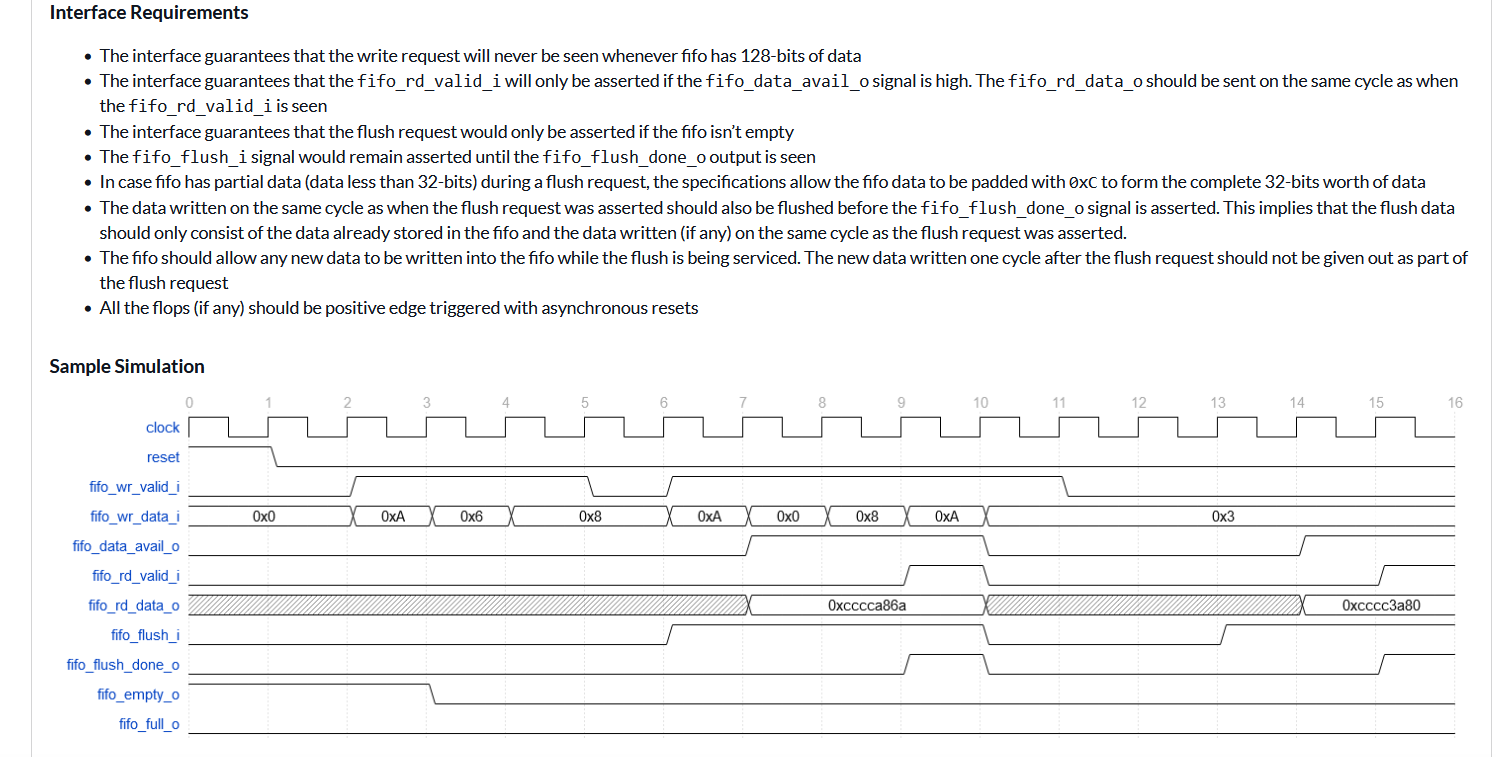 Interface Requirements
• The interface guarantees that the write request will never be seen whenever fifo has 128-bits of data
• The interface guarantees that the fifo_rd_valid_i will only be asserted if the fifo_data_avail_o signal is high. The fifo_rd_data_o should be sent on the same cycle as when
the fifo_rd_valid_i is seen
• The interface guarantees that the flush request would only be asserted if the fifo isn’t empty
• The fifo_flush_i signal would remain asserted until the fifo_flush_done_o output is seen
• In case fifo has partial data (data less than 32-bits) during a flush request, the specifications allow the fifo data to be padded with 0xC to form the complete 32-bits worth of data
• The data written on the same cycle as when the flush request was asserted should also be flushed before the fifo_flush_done_o signal is asserted. This implies that the flush data
should only consist of the data already stored in the fifo and the data written (if any) on the same cycle as the flush request was asserted.
• The fifo should allow any new data to be written into the fifo while the flush is being serviced. The new data written one cycle after the flush request should not be given out as part of
the flush request
• All the flops (if any) should be positive edge triggered with asynchronous resets
Sample Simulation
0 1 2 3 4 5 6 7 8 9 10 11 12 13 14 15 16
clock
reset
fifo_wr_valid_i
fifo_wr_data_i 0x0 0xA 0x6 0x8 0xA 0x0 0x8 0xA 0x3
fifo_data_avail_o
fifo_rd_valid_i
fifo_rd_data_o 0xcccca86a 0xcccc3a80
fifo_flush_i
fifo_flush_done_o
fifo_empty_o
fifo_full_o